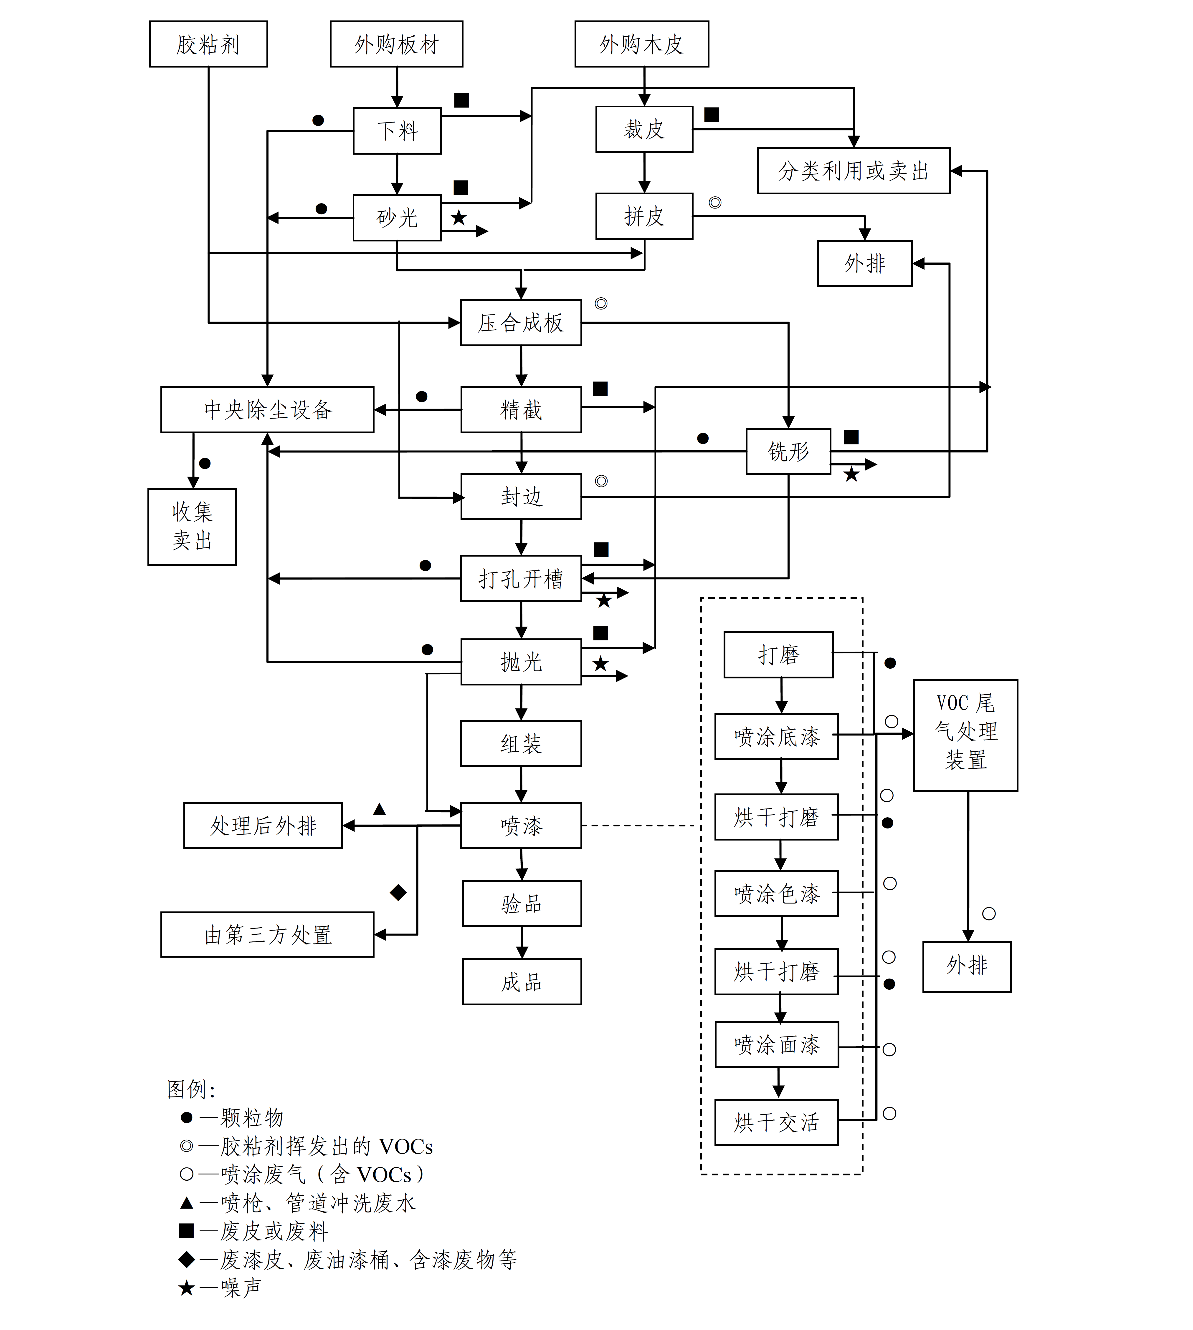 胶粘剂
外购板材
外购木皮
下料
裁皮
分类利用或卖出
砂光
拼皮
外排
压合成板
中央除尘设备
精截
铣形
收集
卖出
封边
打孔开槽
抛光
打磨
VOC 尾
气处理
装置
组装
喷涂底漆
处理后外排
喷漆
烘干打磨
验品
喷涂色漆
由第三方处置
成品
烘干打磨
外排
喷涂面漆
烘干交活
图例:
●—颗粒物
◎—胶粘剂挥发出的 VOCs
○—喷涂废气（含 VOCs）
▲—喷枪、管道冲洗废水
■—废皮或废料
◆—废漆皮、废油漆桶、含漆废物等
★—噪声